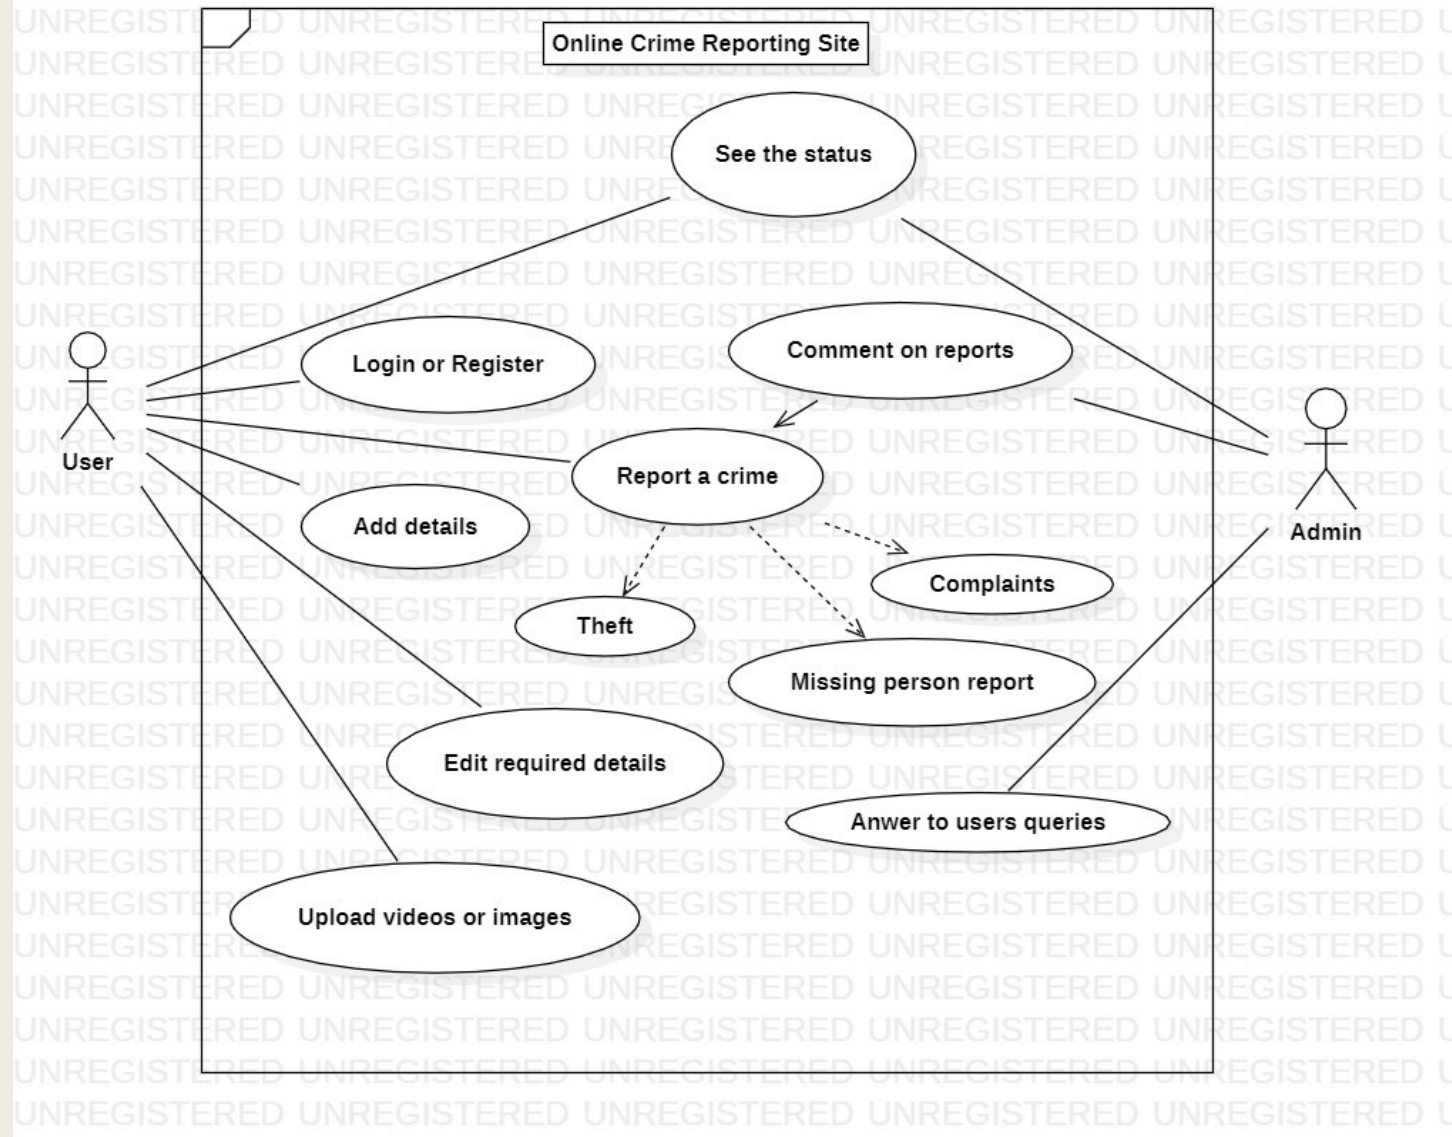 Online Crime Reporting Site
See the status
Login or Register
Comment on reports
User
Report a crime
Add details
Admin
Complaints
Theft
Missing person report
Edit required details
Anwer to users queries
Upload videos or images
UNREGISTERED